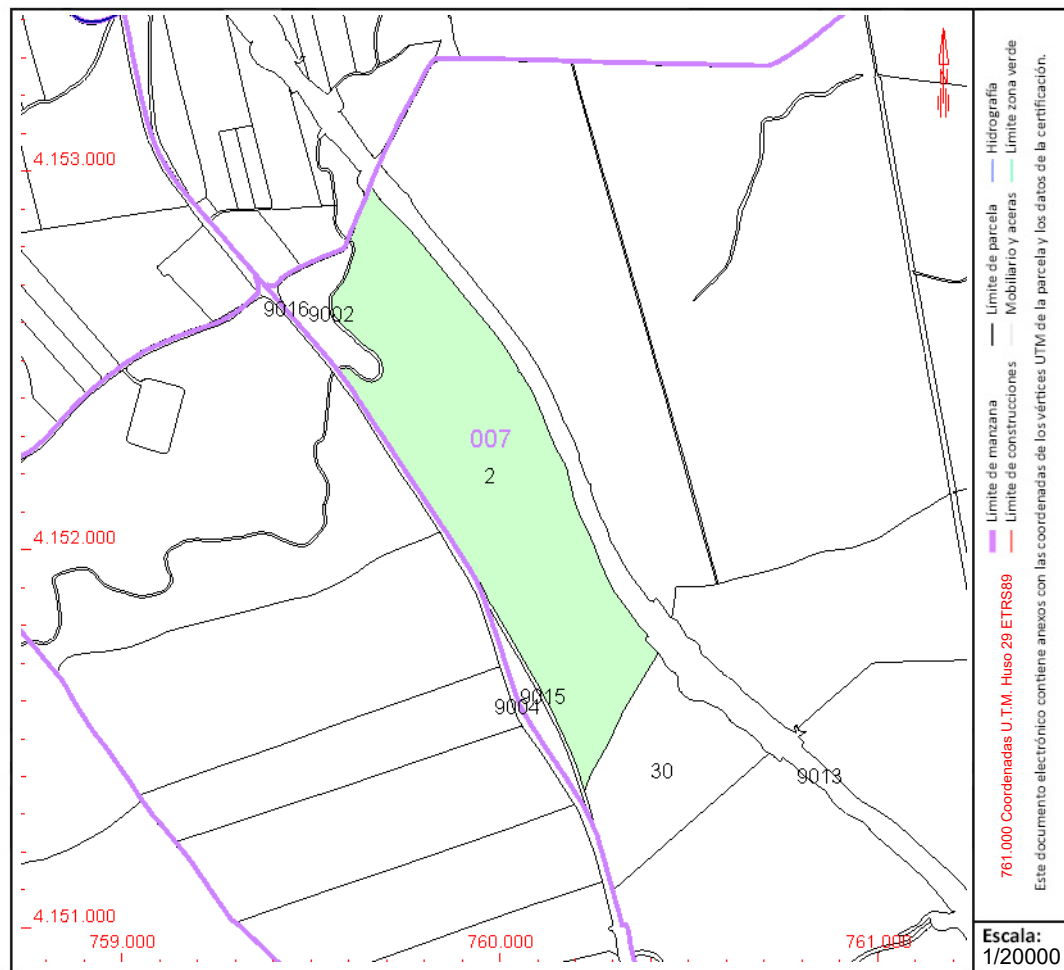 4.153.000
9016
9002
007
2
4.152.000
9015
9004
30
9013
4.151.000
759.000
760.000
761.000
N
Hidrografía
Límite zona verde
Límite de parcela
Mobiliario y aceras
Límite de manzana
Límite de construcciones
761.000 Coordenadas U.T.M. Huso 29 ETRS89
Este documento electrónico contiene anexos con las coordenadas de los vértices UTM de la parcela y los datos de la certificación.
Escala:
1/20000